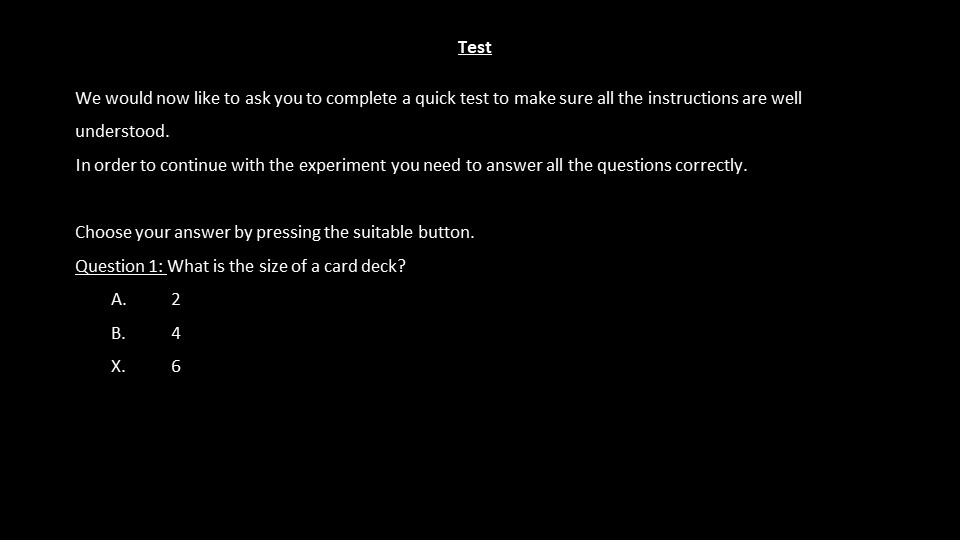 Test
We would now like to ask you to complete a quick test to make sure all the instructions are well
understood.
In order to continue with the experiment you need to answer all the questions correctly.
Choose your answer by pressing the suitable button.
Question 1: What is the size of a card deck?
A. 2
B. 4
X. 6